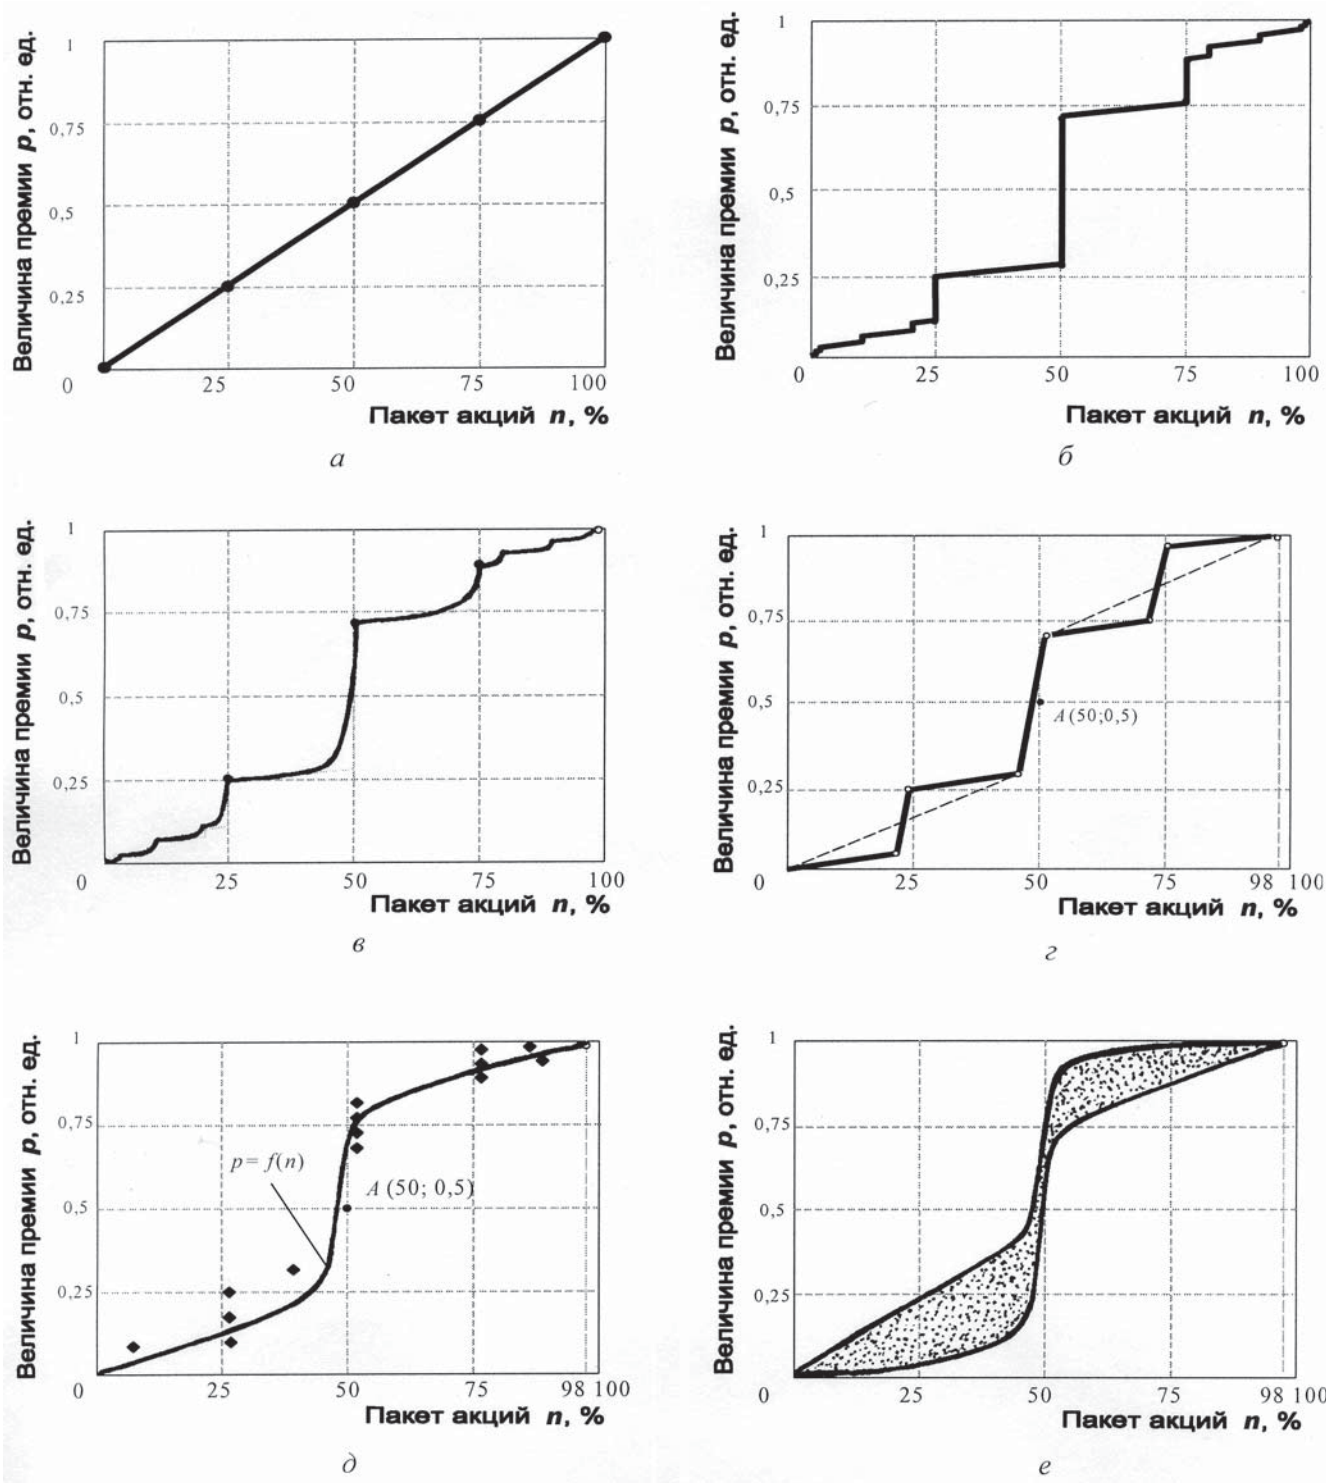 Величина премии p, отн. ед.
1
0,75
0,5
0,25
0
25
50
75
100
Пакет акций n, %
а
Величина премии p, отн. ед.
1
0,75
0,5
0,25
0
25
50
75
100
Пакет акций n, %
б
Величина премии p, отн. ед.
1
0,75
0,5
0,25
0
25
50
75
100
Пакет акций n, %
в
Величина премии p, отн. ед.
1
0,75
0,5
0,25
A (50;0,5)
0
25
50
75
98
100
Пакет акций n, %
г
Величина премии p, отн. ед.
1
0,75
0,5
0,25
p = f(n)
A (50; 0,5)
0
25
50
75
98
100
Пакет акций n, %
д
Величина премии p, отн. ед.
1
0,75
0,5
0,25
0
25
50
75
98
100
Пакет акций n, %
е